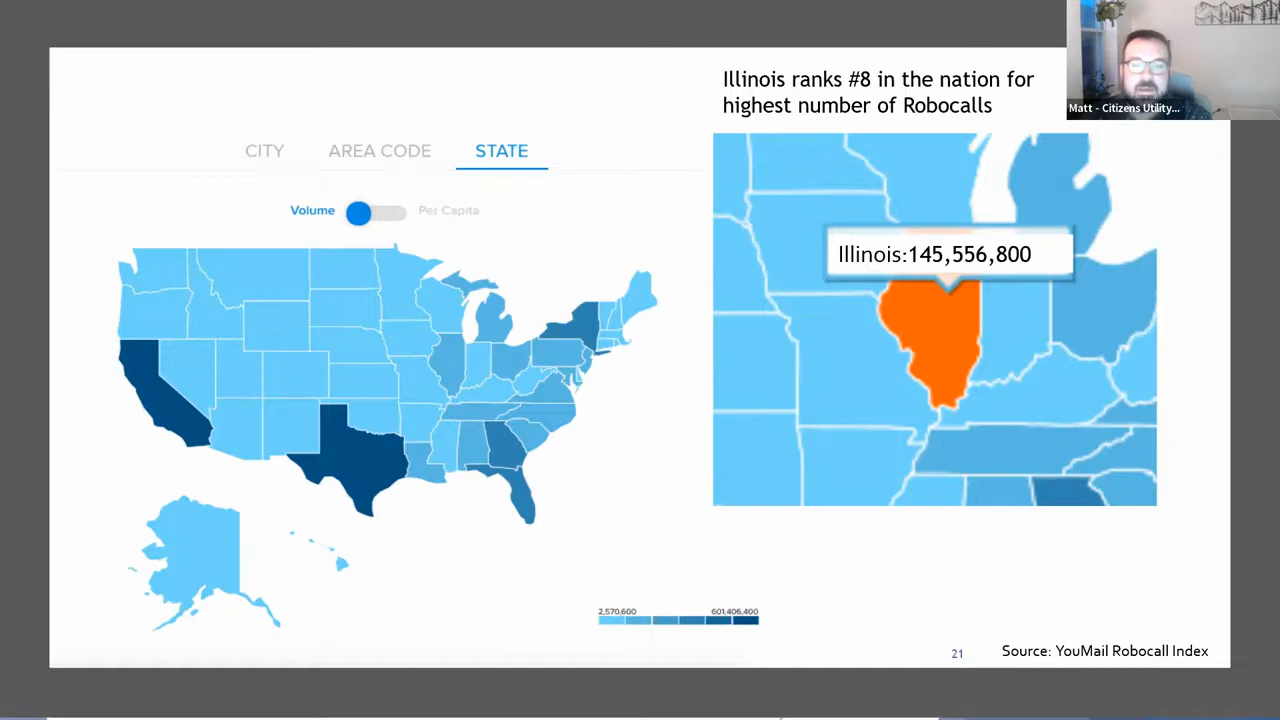 Illinois ranks #8 in the nation for
highest number of Robocalls
Matt - Citizens Utility...
CITY AREA CODE STATE
Volume Per Capita
Illinois:145,556,800
2,570,600 601,406,400
21 Source: YouMail Robocall Index